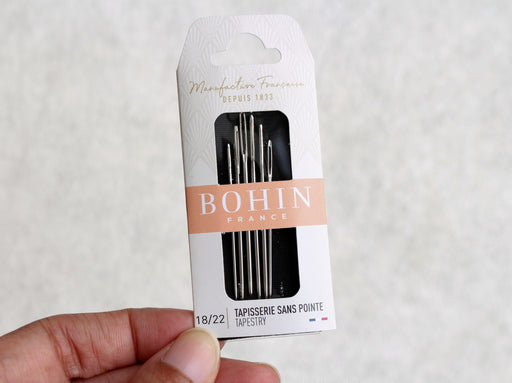 Manufacture Française
DEPUIS 1833
BOHIN
FRANCE
18/22
TAPISSERIE SANS POINTE
TAPESTRY